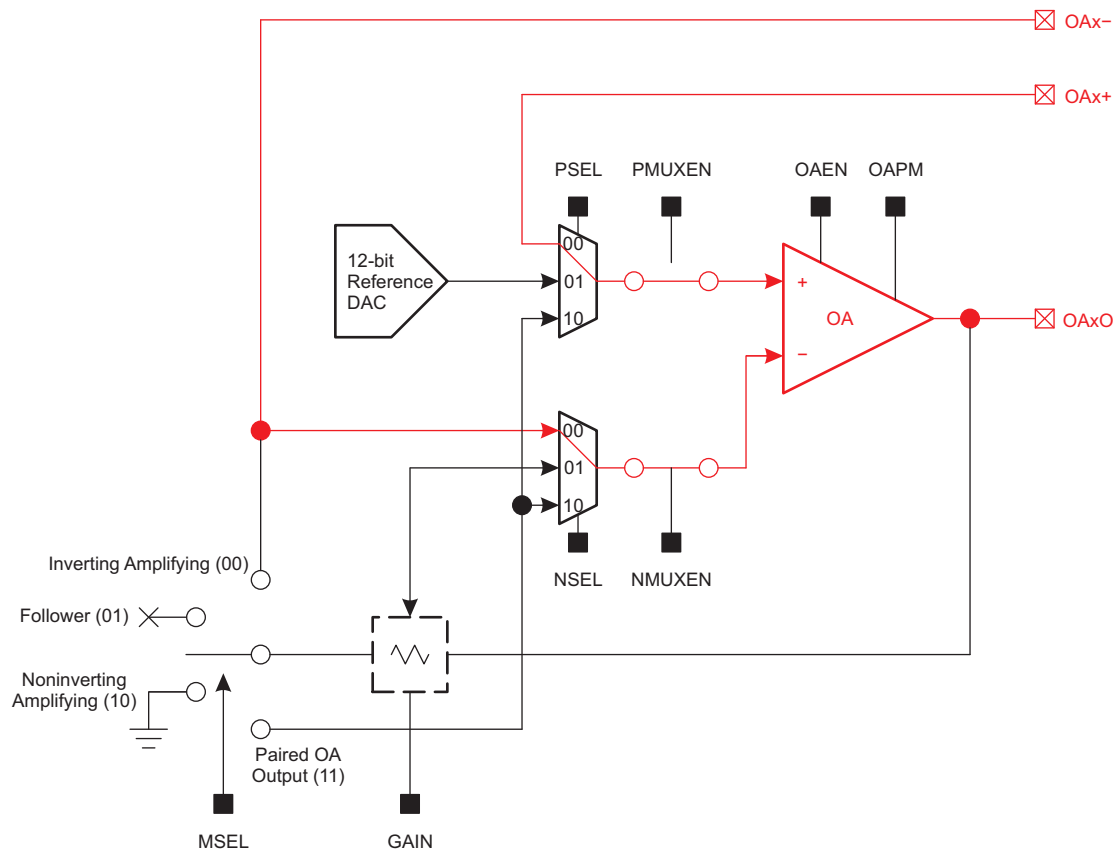 OAx−
OAx+
PSEL
PMUXEN
OAEN
OAPM
12-bit
Reference
DAC
00
01
10
+
OA
−
OAxO
00
01
10
NSEL
NMUXEN
Inverting Amplifying (00)
Follower (01)
Noninverting
Amplifying (10)
Paired OA
Output (11)
MSEL
GAIN